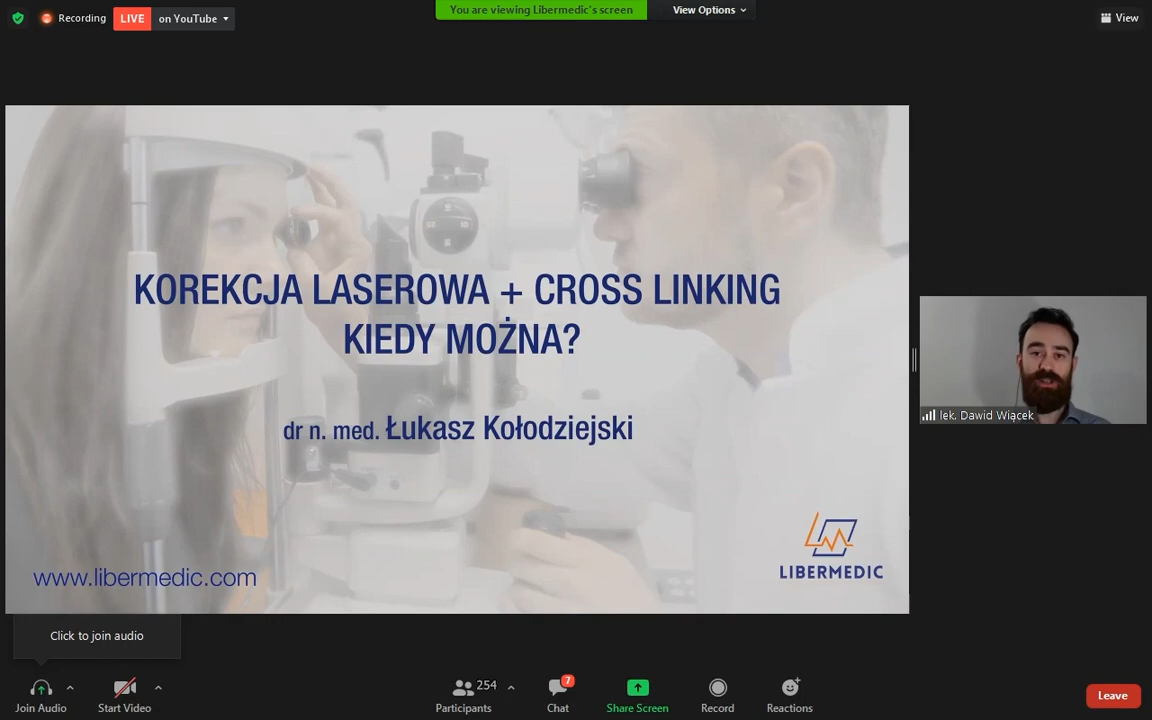 Recording
LIVE on YouTube
You are viewing Libermedic's screen
View Options
View
KOREKCJA LASEROWA + CROSS LINKING
KIEDY MOŻNA?
dr n. med. Łukasz Kołodziejski
lek. Dawid Wiącek
LIBERMEDIC
www.libermedic.com
Click to join audio
Join Audio
Start Video
254
Participants
7
Chat
Share Screen
Record
Reactions
Leave